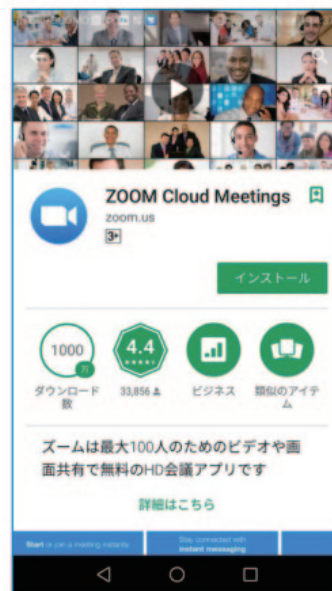 ZOOM Cloud Meetings
zoom.us
3+
インストール
1000
万
4.4
ダウンロード
数
33,856
ビジネス
類似のアイテ
ム
ズームは最大100人のためのビデオや画
面共有で無料のHD会議アプリです
詳細はこちら
Start or join a meeting instantly
Stay connected with
instant messaging